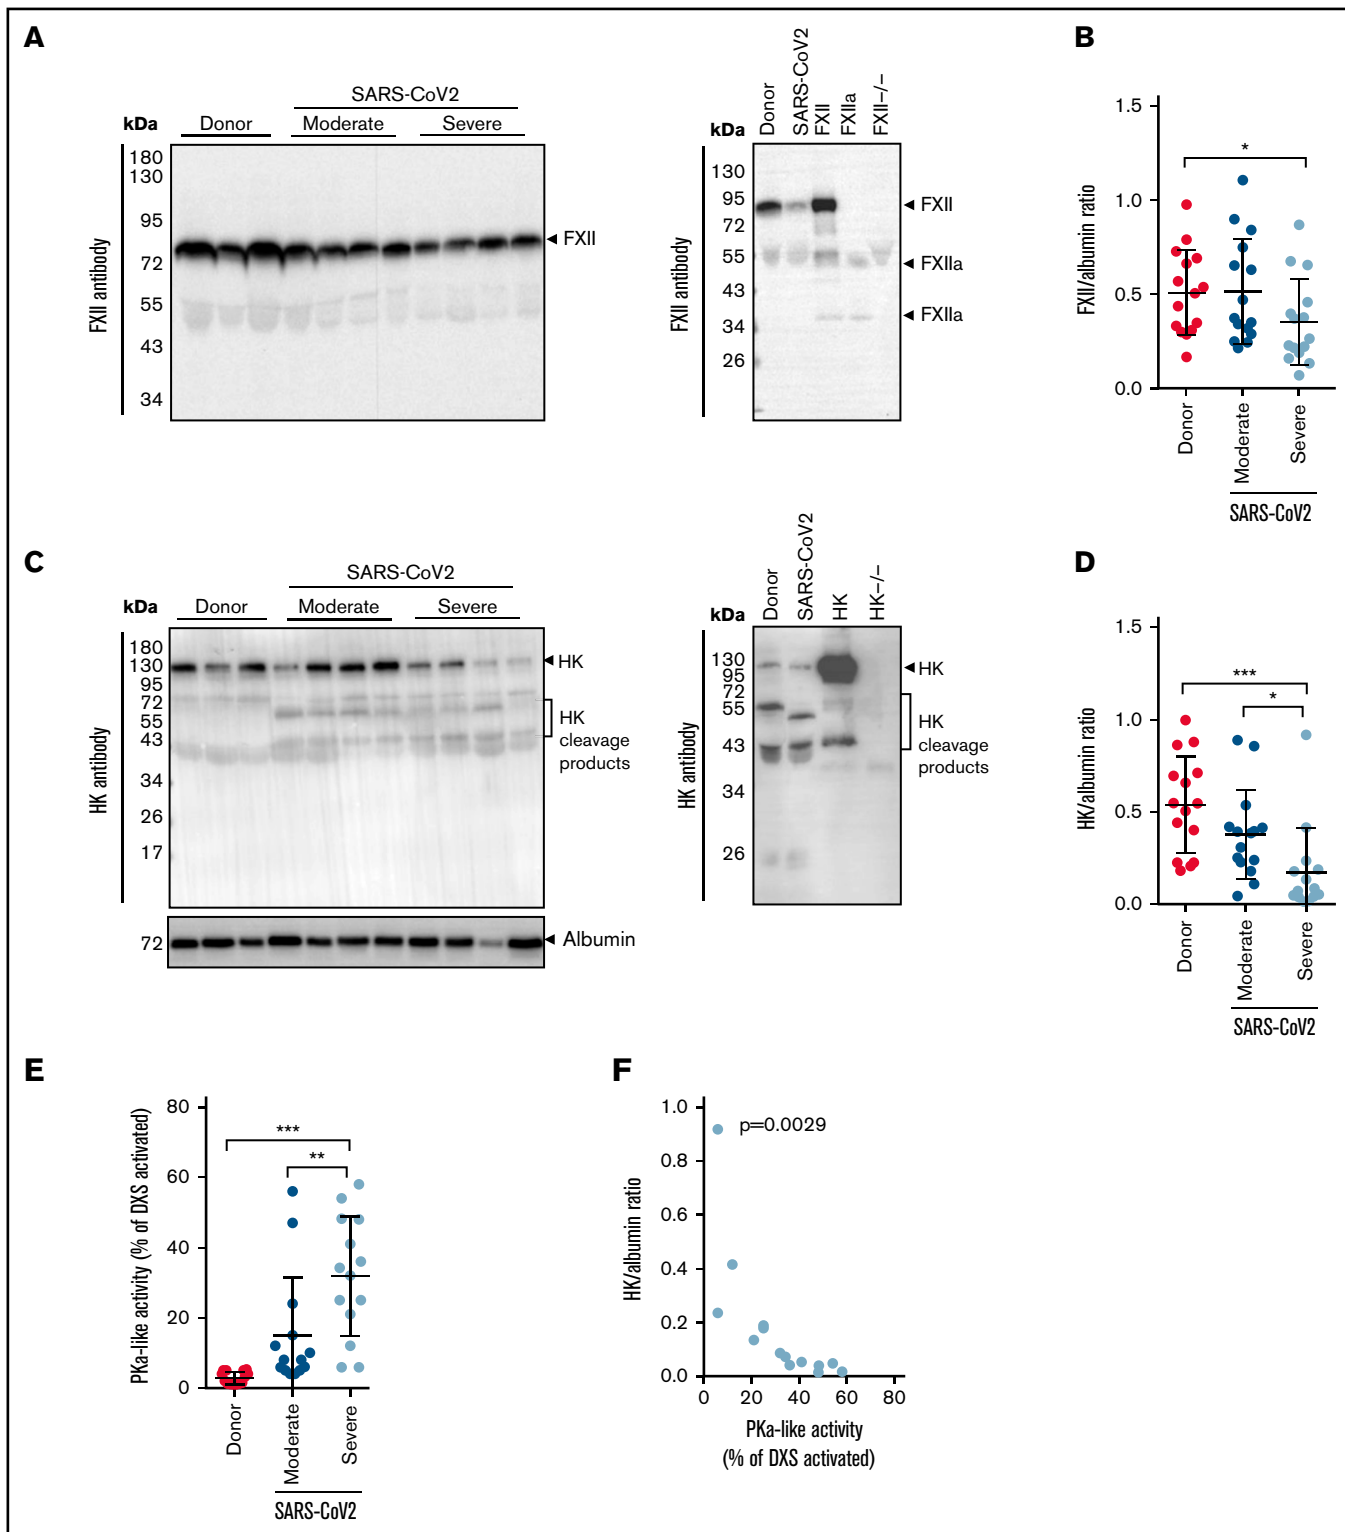 A
SARS-CoV2
kDa Donor Moderate Severe
FXII antibody
180
130
95
72
55
43
34
FXII
Donor
SARS-CoV2
FXII
FXIIa
FXII−/−
FXII antibody
130
95
72
55
43
34
26
FXII
FXIIa
FXIIa
B
FXII/albumin ratio
1.5
1.0
0.5
0.0
*
Donor
Moderate
Severe
SARS-CoV2
C
SARS-CoV2
kDa Donor Moderate Severe
HK antibody
180
130
95
72
55
43
34
26
17
HK
HK
cleavage
products
72
Albumin
Donor
SARS-CoV2
HK
HK−/−
kDa
HK antibody
130
95
72
55
43
34
26
HK
HK
cleavage
products
D
HK/albumin ratio
1.5
1.0
0.5
0.0
***
*
Donor
Moderate
Severe
SARS-CoV2
E
PKa-like activity (% of DXS activated)
80
60
40
20
0
***
**
Donor
Moderate
Severe
SARS-CoV2
F
HK/albumin ratio
1.0
0.8
0.6
0.4
0.2
0.0
p=0.0029
0 20 40 60 80
PKa-like activity
(% of DXS activated)